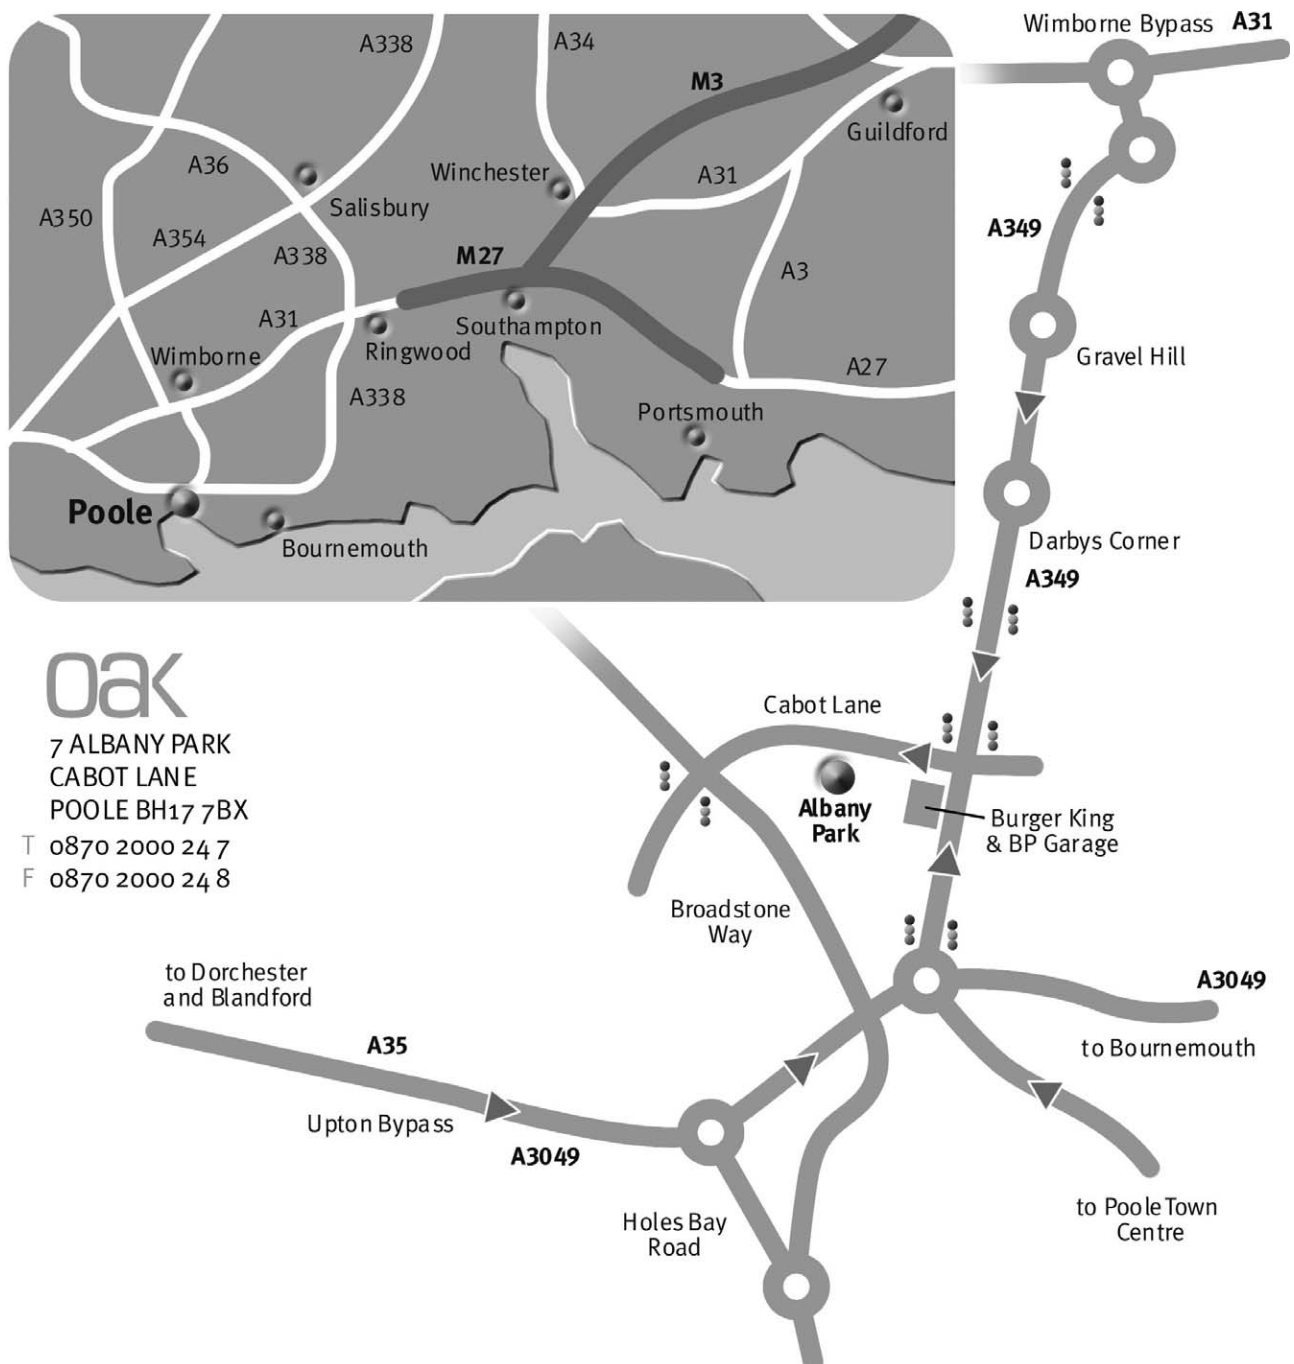 Wimborne Bypass A31
A338
A34
M3
Guildford
A36
Winchester
A31
A350
Salisbury
A349
A354
A338
M27
A3
A31
Southampton
Wimborne
Ringwood
Gravel Hill
A27
A338
Portsmouth
Poole
Bournemouth
Darbys Corner
A349
oak
7 ALBANY PARK
CABOT LANE
POOLE BH17 7BX
T 0870 2000 247
F 0870 2000 248
Cabot Lane
Albany
Park
Burger King
& BP Garage
Broadstone
Way
to Dorchester
and Blandford
A35
Upton Bypass
A3049
A3049
to Bournemouth
Holes Bay
Road
to Poole Town
Centre